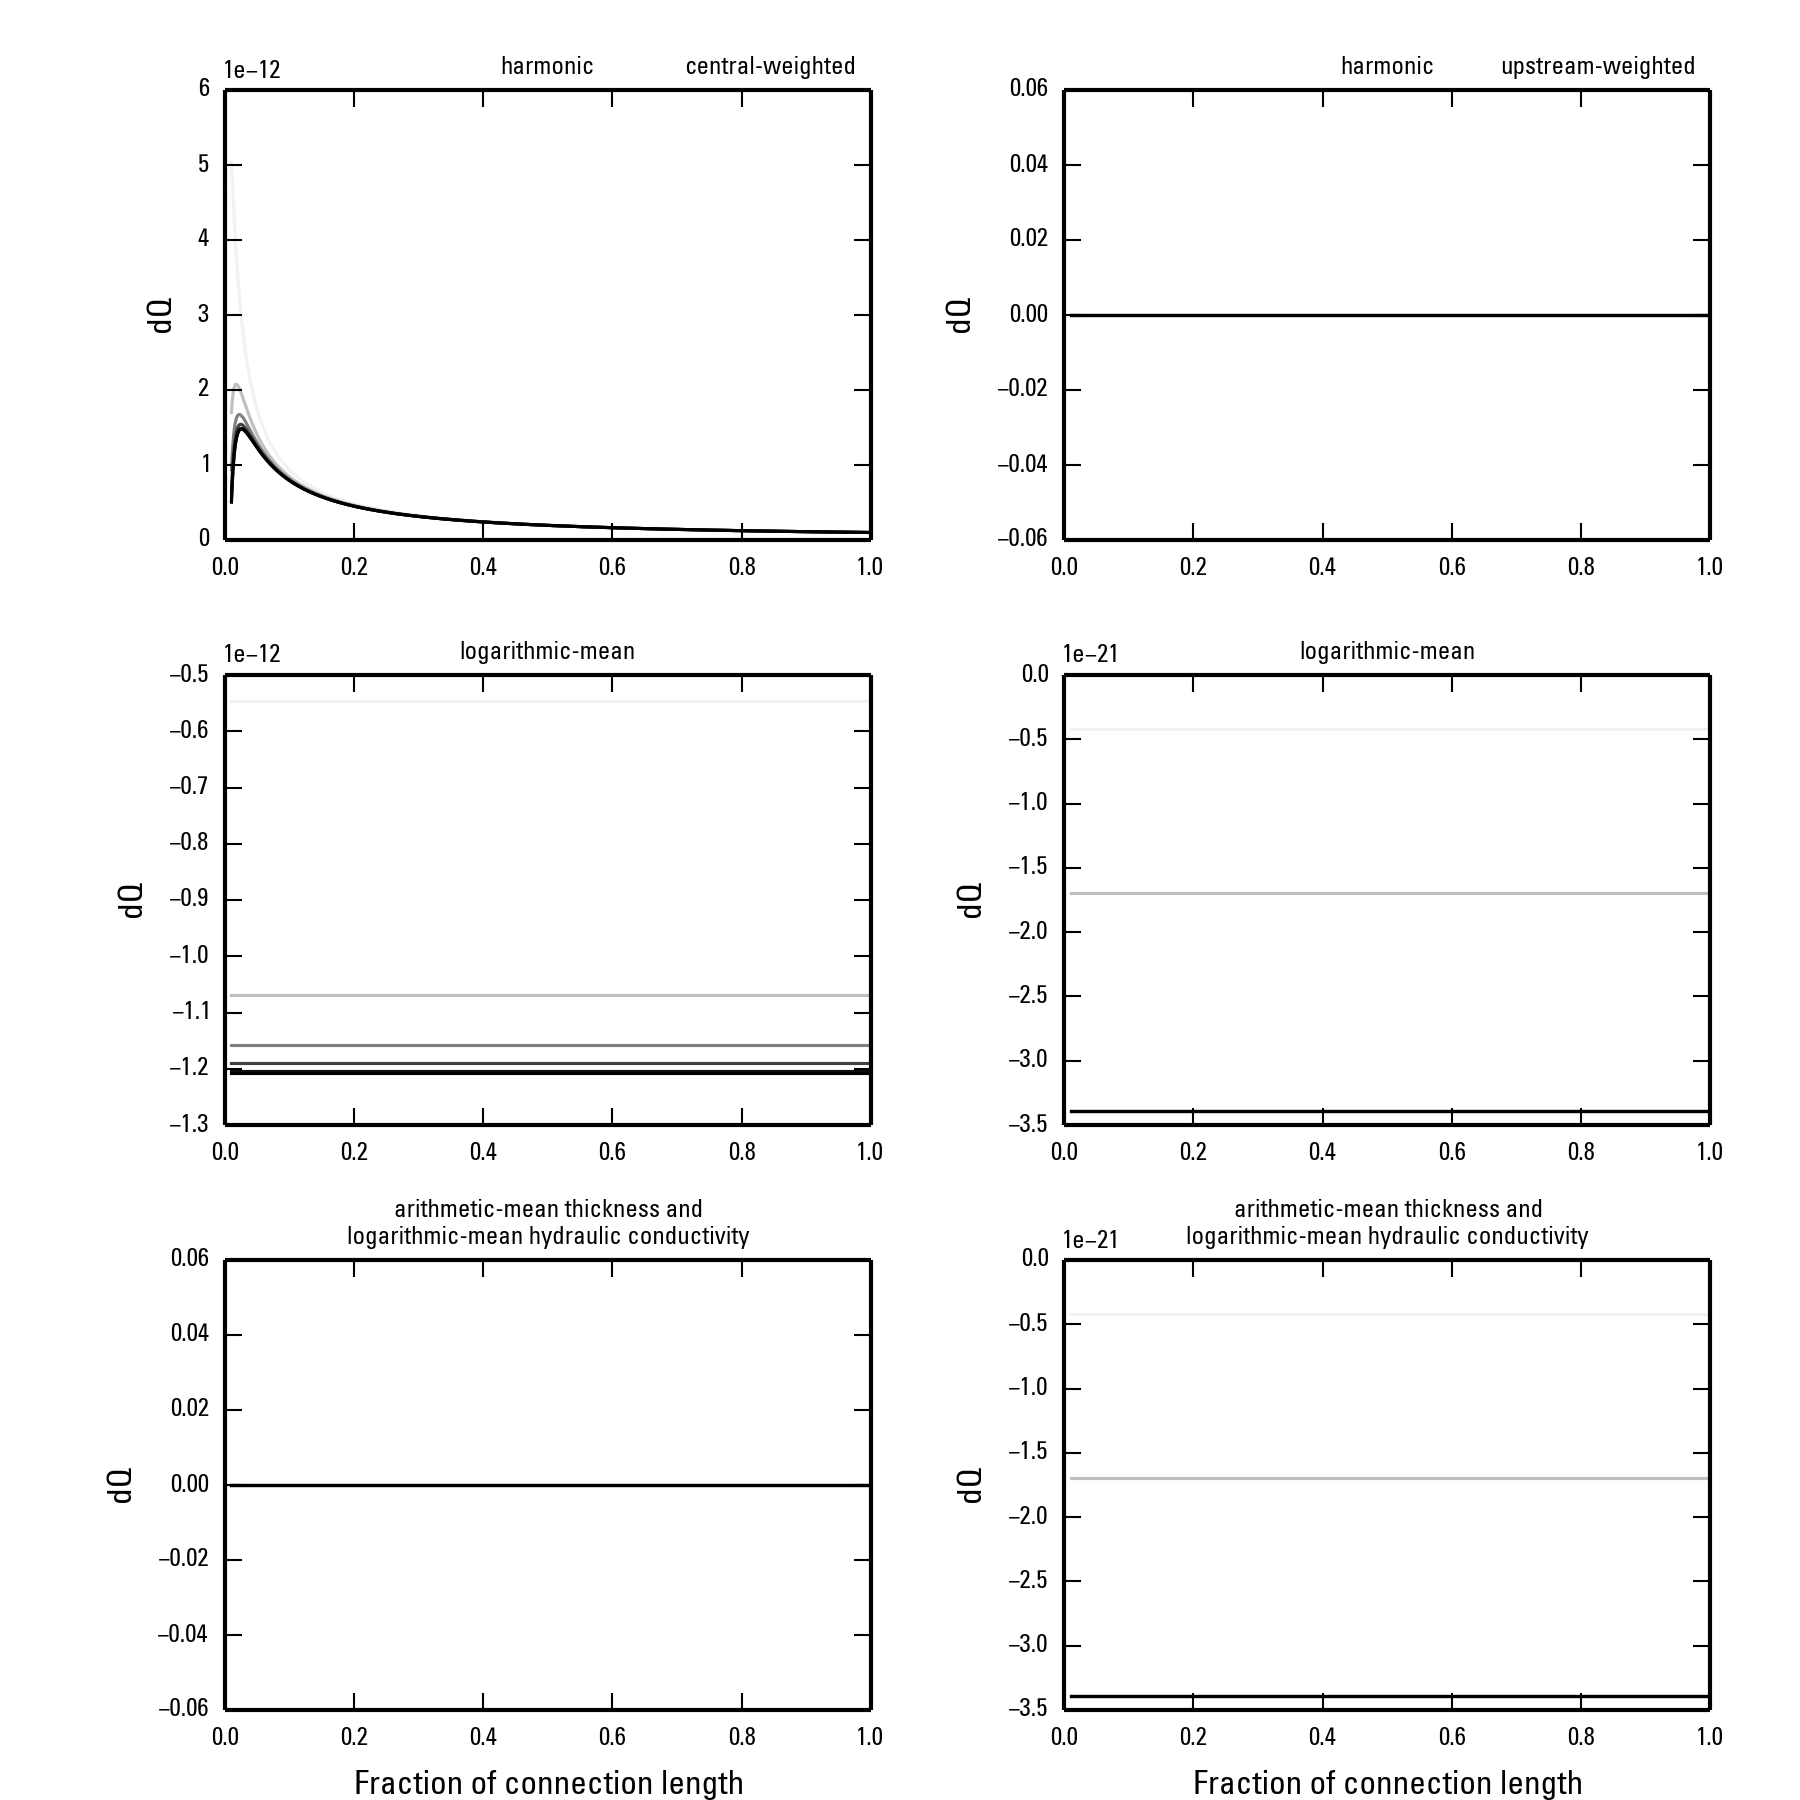 1e−12 harmonic central-weighted
6
5
4
3
2
1
0
dQ
0.0 0.2 0.4 0.6 0.8 1.0
harmonic upstream-weighted
0.06
0.04
0.02
0.00
−0.02
−0.04
−0.06
dQ
0.0 0.2 0.4 0.6 0.8 1.0
1e−12 logarithmic-mean
−0.5
−0.6
−0.7
−0.8
−0.9
−1.0
−1.1
−1.2
−1.3
dQ
0.0 0.2 0.4 0.6 0.8 1.0
1e−21 logarithmic-mean
0.0
−0.5
−1.0
−1.5
−2.0
−2.5
−3.0
−3.5
dQ
0.0 0.2 0.4 0.6 0.8 1.0
arithmetic-mean thickness and
logarithmic-mean hydraulic conductivity
0.06
0.04
0.02
0.00
−0.02
−0.04
−0.06
dQ
0.0 0.2 0.4 0.6 0.8 1.0
Fraction of connection length
arithmetic-mean thickness and
1e−21 logarithmic-mean hydraulic conductivity
0.0
−0.5
−1.0
−1.5
−2.0
−2.5
−3.0
−3.5
dQ
0.0 0.2 0.4 0.6 0.8 1.0
Fraction of connection length